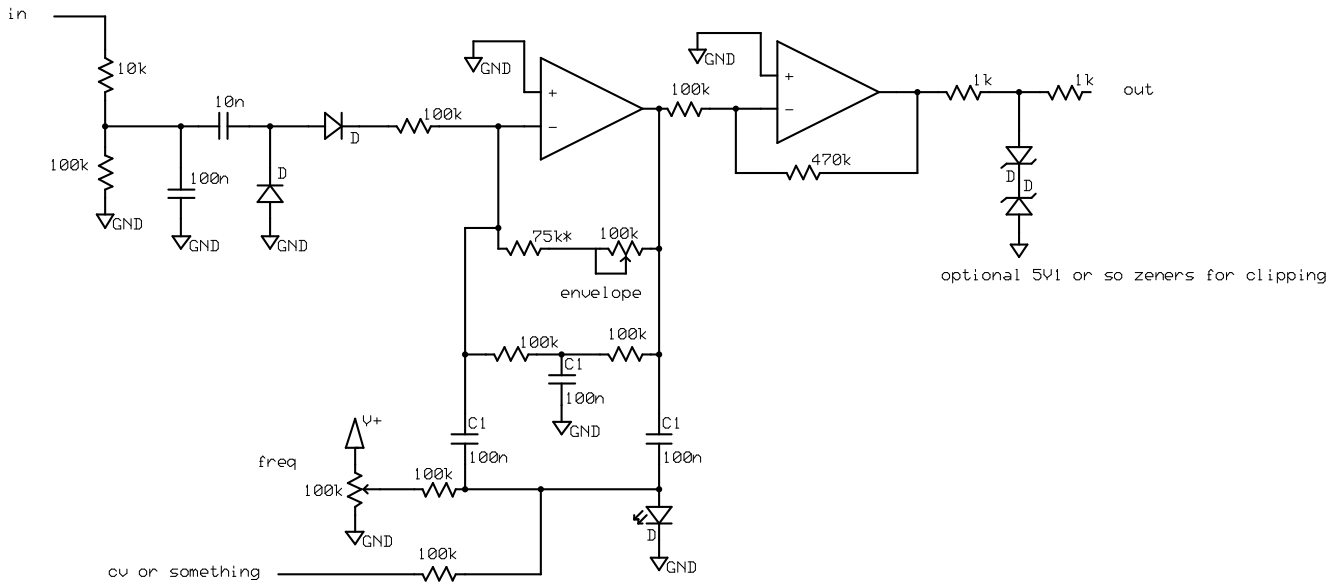 in
10k
100k
GND
100n
GND
10n
D
GND
D
100k
GND
+
-
GND
100k
+
-
470k
1k
1k
out
D
D
optional 5V1 or so zeners for clipping
75k*
100k
envelope
100k
100k
C1
100n
GND
C1
100n
C1
100n
V+
freq
100k
GND
100k
D
GND
cv or something
100k